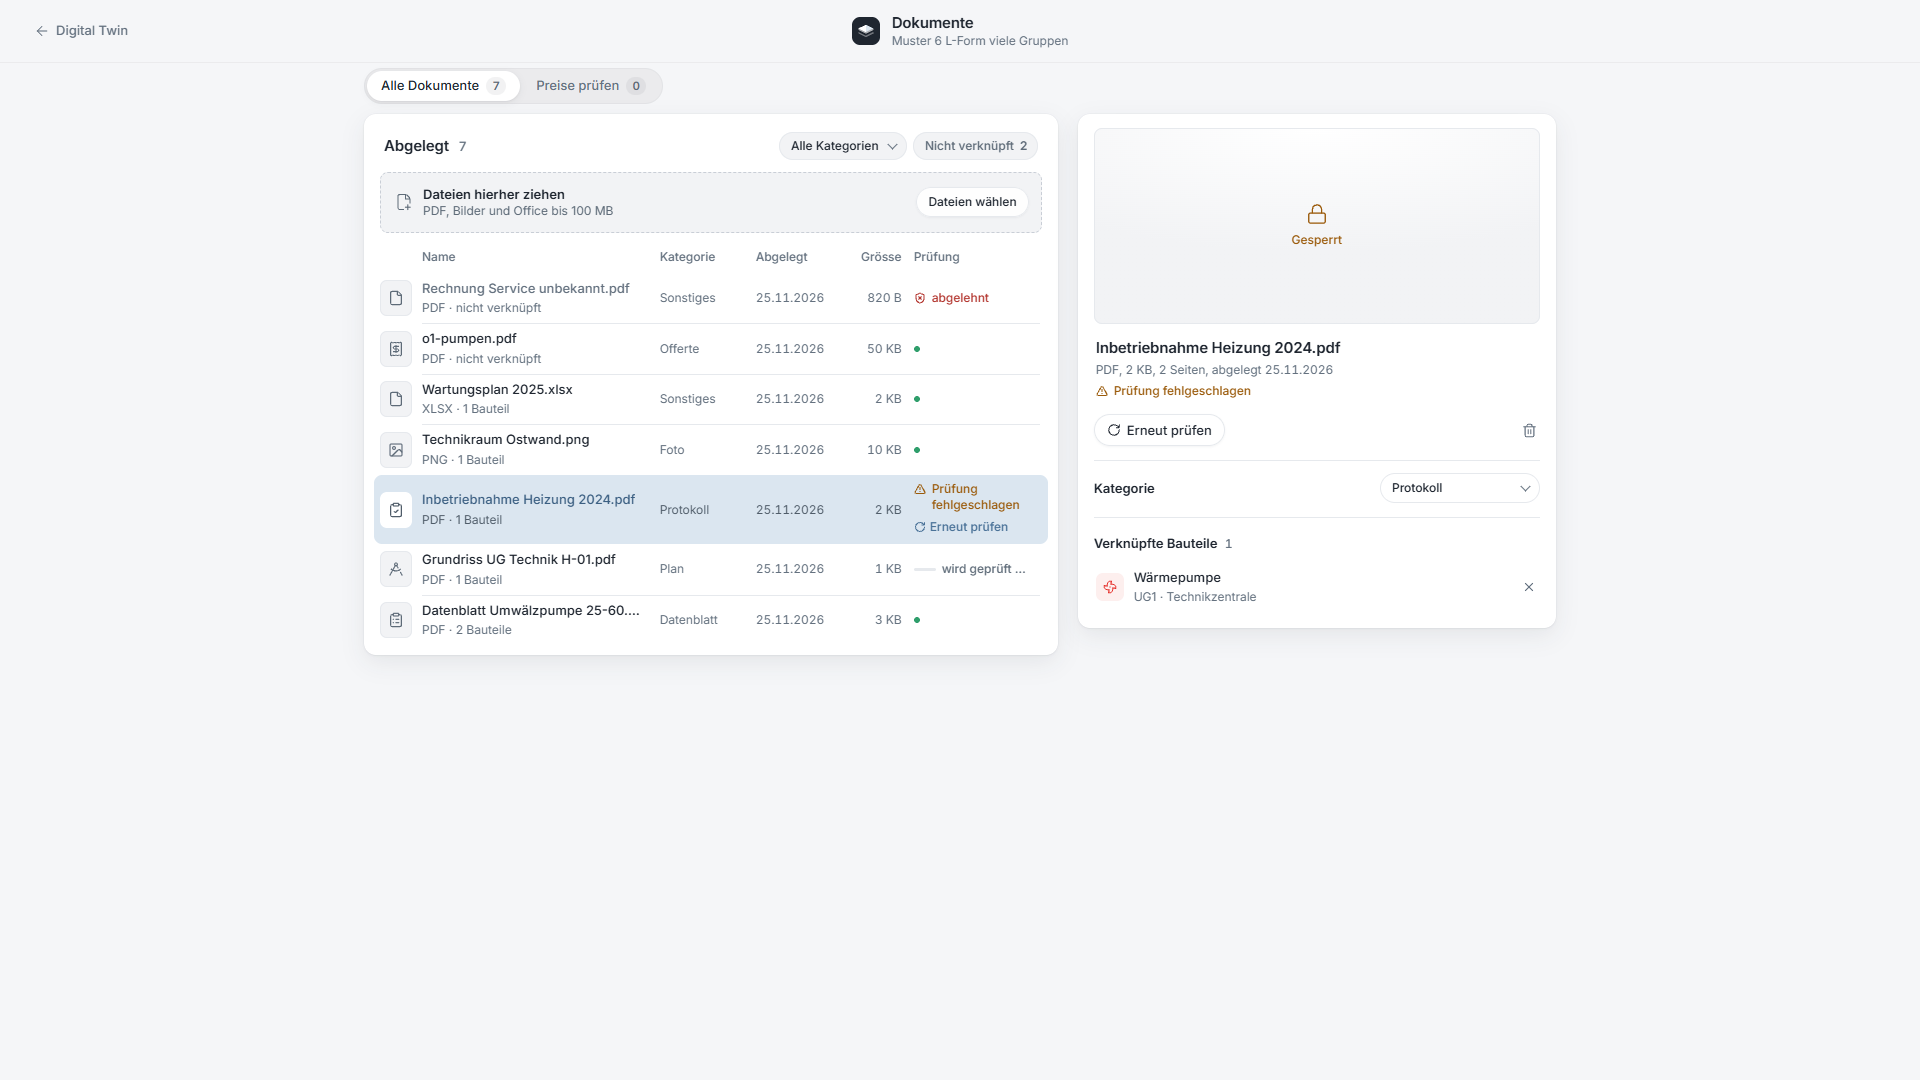 Digital Twin
Dokumente
Muster 6 L-Form viele Gruppen
Alle Dokumente 7
Preise prüfen 0
Abgelegt 7
Alle Kategorien
Nicht verknüpft 2
Dateien hierher ziehen
PDF, Bilder und Office bis 100 MB
Dateien wählen
Name Kategorie Abgelegt Grösse Prüfung
Rechnung Service unbekannt.pdf
PDF · nicht verknüpft
Sonstiges 25.11.2026 820 B abgelehnt
o1-pumpen.pdf
PDF · nicht verknüpft
Offerte 25.11.2026 50 KB
Wartungsplan 2025.xlsx
XLSX · 1 Bauteil
Sonstiges 25.11.2026 2 KB
Technikraum Ostwand.png
PNG · 1 Bauteil
Foto 25.11.2026 10 KB
Inbetriebnahme Heizung 2024.pdf
PDF · 1 Bauteil
Protokoll 25.11.2026 2 KB
Prüfung
fehlgeschlagen
Erneut prüfen
Grundriss UG Technik H-01.pdf
PDF · 1 Bauteil
Plan 25.11.2026 1 KB wird geprüft ...
Datenblatt Umwälzpumpe 25-60....
PDF · 2 Bauteile
Datenblatt 25.11.2026 3 KB
Gesperrt
Inbetriebnahme Heizung 2024.pdf
PDF, 2 KB, 2 Seiten, abgelegt 25.11.2026
Prüfung fehlgeschlagen
Erneut prüfen
Kategorie
Protokoll
Verknüpfte Bauteile 1
Wärmepumpe
UG1 · Technikzentrale